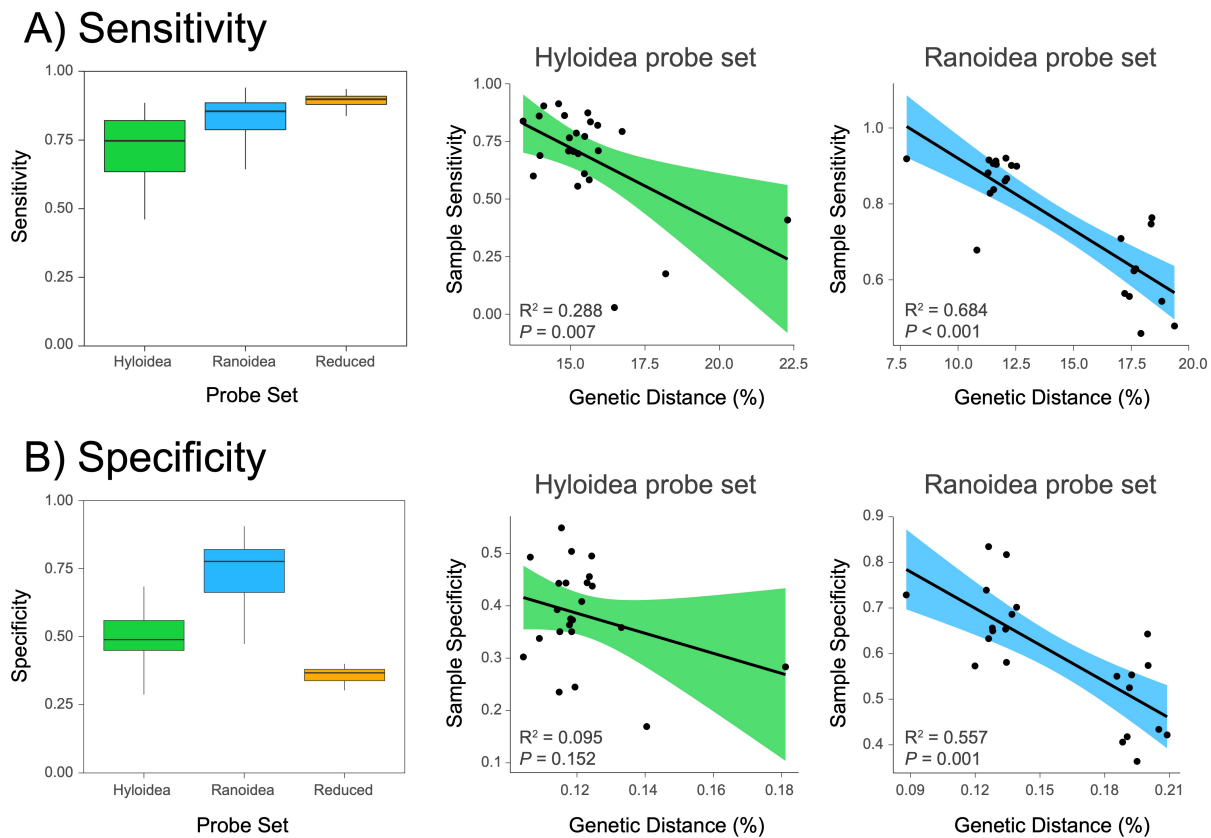 A) Sensitivity
Sensitivity
1.00
0.75
0.50
0.25
0.00
Hyloidea Ranoidea Reduced
Probe Set
Hyloidea probe set
Sample Sensitivity
1.00
0.75
0.50
0.25
0.00
R² = 0.288
P = 0.007
15.0 17.5 20.0 22.5
Genetic Distance (%)
Ranoidea probe set
Sample Sensitivity
1.0
0.8
0.6
R² = 0.684
P < 0.001
7.5 10.0 12.5 15.0 17.5 20.0
Genetic Distance (%)
B) Specificity
Specificity
1.00
0.75
0.50
0.25
0.00
Hyloidea Ranoidea Reduced
Probe Set
Hyloidea probe set
Sample Specificity
0.5
0.4
0.3
0.2
0.1
R² = 0.095
P = 0.152
0.12 0.14 0.16 0.18
Genetic Distance (%)
Ranoidea probe set
Sample Specificity
0.9
0.8
0.7
0.6
0.5
0.4
R² = 0.557
P = 0.001
0.09 0.12 0.15 0.18 0.21
Genetic Distance (%)